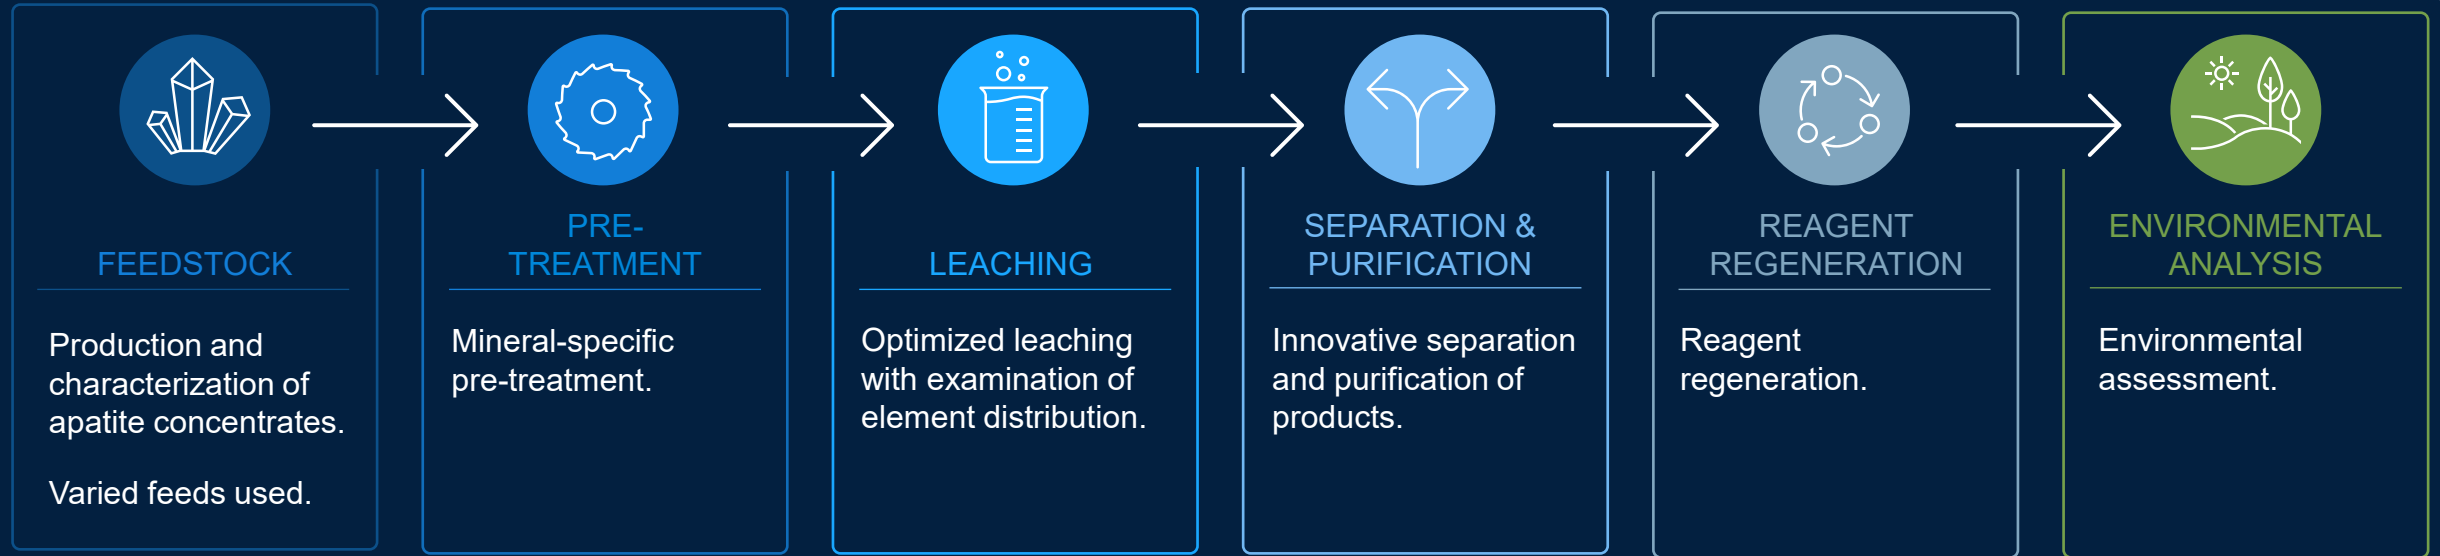 FEEDSTOCK
Production and
characterization of
apatite concentrates.
Varied feeds used.
PRE-
TREATMENT
Mineral-specific
pre-treatment.
LEACHING
Optimized leaching
with examination of
element distribution.
SEPARATION &
PURIFICATION
Innovative separation
and purification of
products.
REAGENT
REGENERATION
Reagent
regeneration.
ENVIRONMENTAL
ANALYSIS
Environmental
assessment.